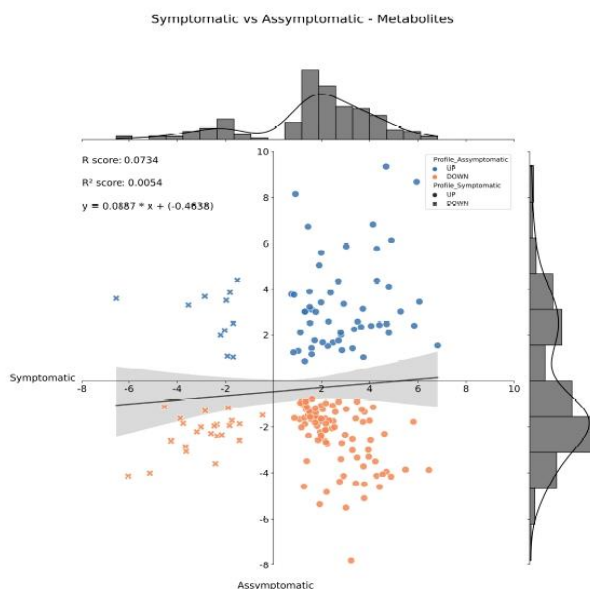 Symptomatic vs Assymptomatic - Metabolites
R score: 0.0734
R² score: 0.0054
y = 0.0887 * x + (-0.4638)
Profile_Assymptomatic
UP
DOWN
Profile_Symptomatic
UP
DOWN
10
8
6
4
2
Symptomatic
-8 -6 -4 -2 2 4 6 8 10
-2
-4
-6
-8
Assymptomatic